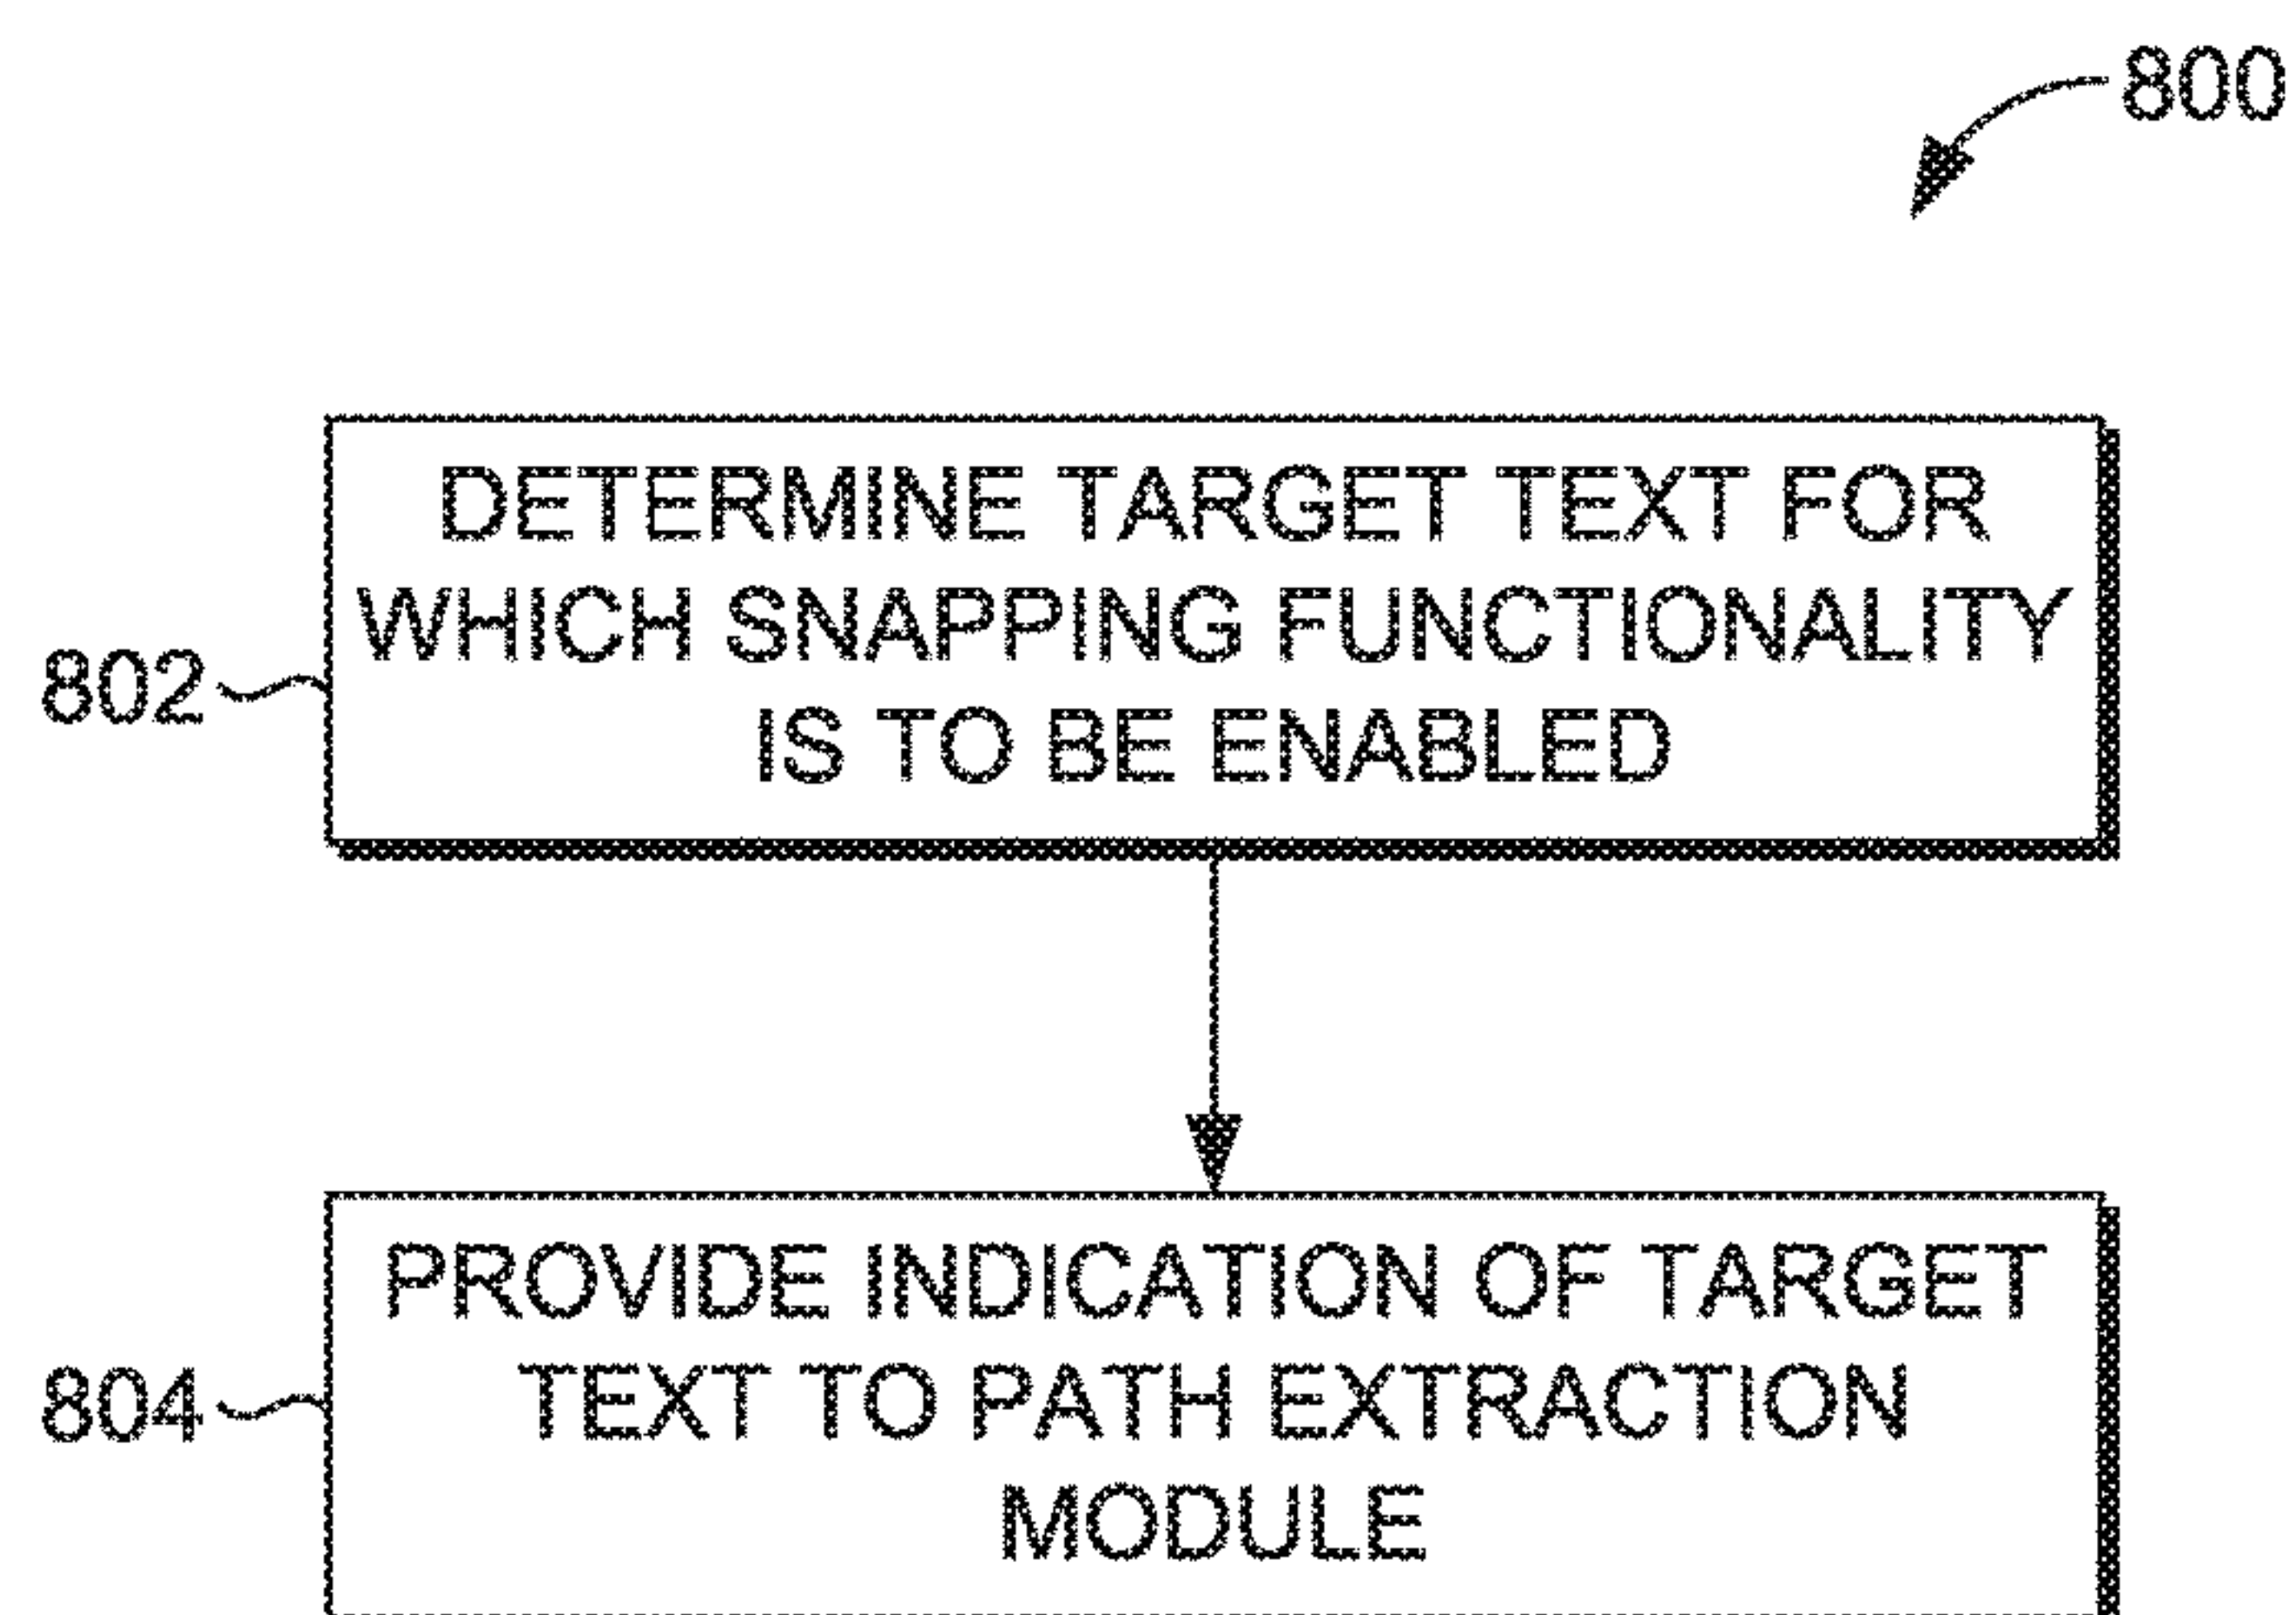 800
DETERMINE TARGET TEXT FOR
WHICH SNAPPING FUNCTIONALITY
802
IS TO BE ENABLED
PROVIDE INDICATION OF TARGET
804
TEXT TO PATH EXTRACTION
MODULE